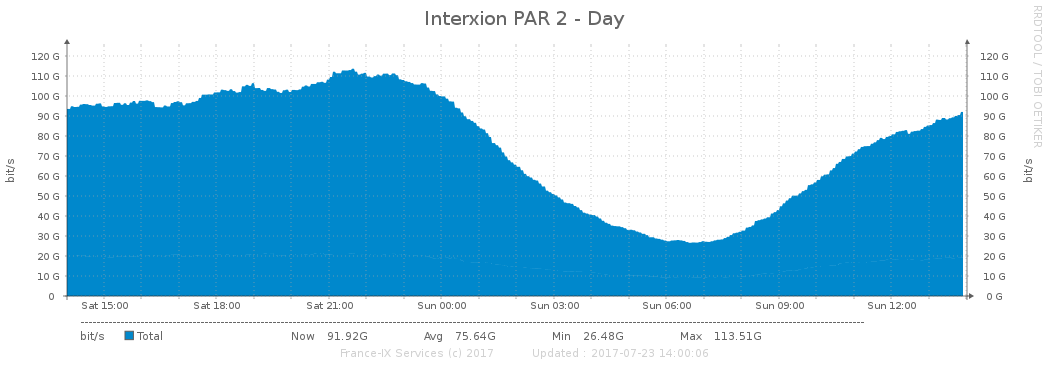 Interxion PAR 2 - Day
RRDTOOL / TOBI OETIKER
120 G 120 G
110 G 110 G
100 G 100 G
90 G 90 G
80 G 80 G
70 G 70 G
60 G 60 G
50 G 50 G
40 G 40 G
30 G 30 G
20 G 20 G
10 G 10 G
0 0 G
bit/s bit/s
Sat 15:00 Sat 18:00 Sat 21:00 Sun 00:00 Sun 03:00 Sun 06:00 Sun 09:00 Sun 12:00
bit/s Total Now 91.92G Avg 75.64G Min 26.48G Max 113.51G
France-IX Services (c) 2017 Updated : 2017-07-23 14:00:06